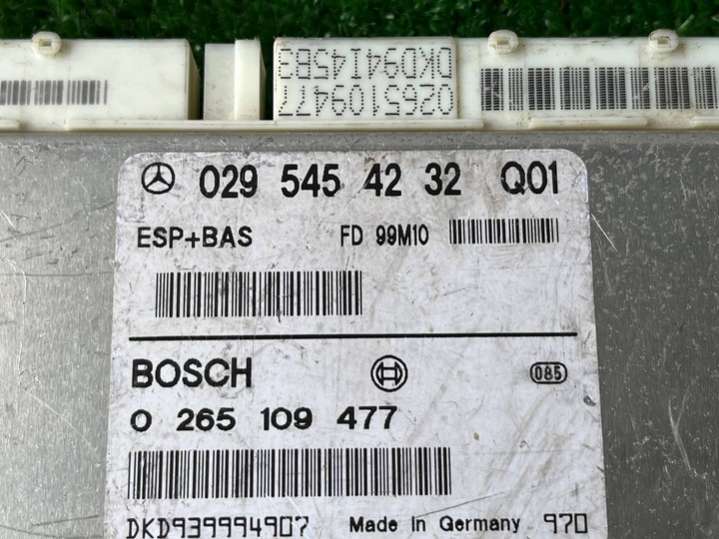 0265109477
DKD9414583
029 545 42 32 Q01
ESP+BAS FD 99M10
BOSCH
085
0 265 109 477
DKD939994907 Made in Germany 970